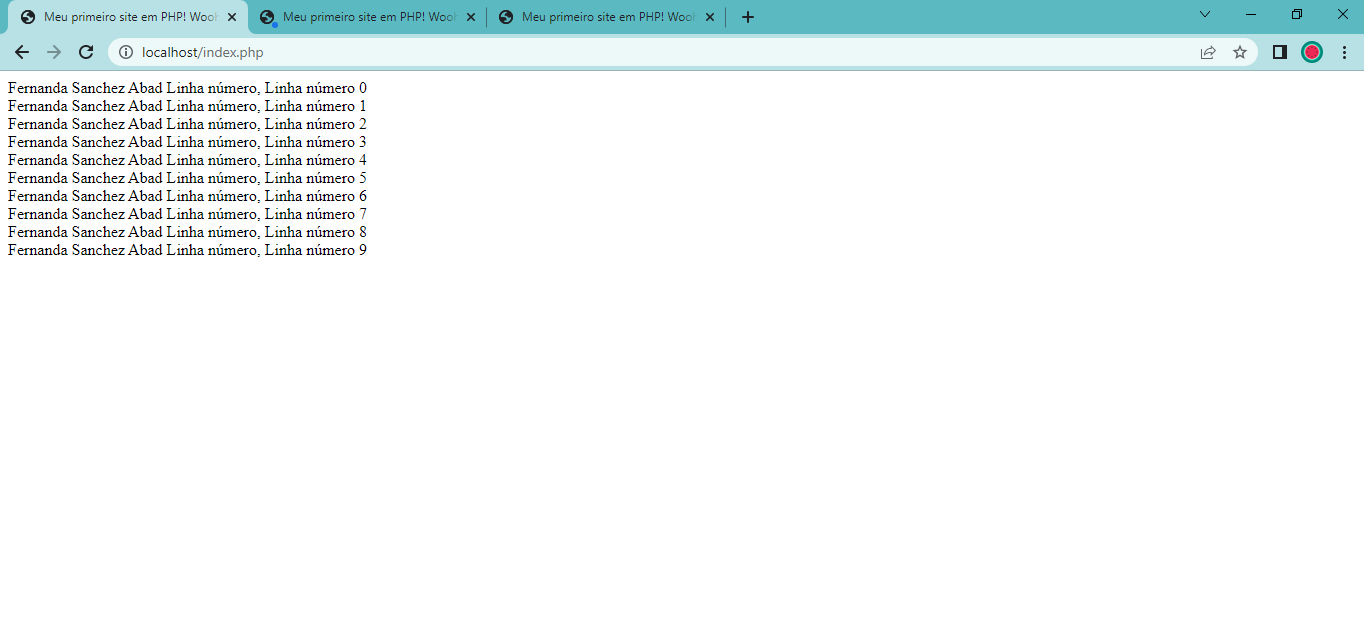 Meu primeiro site em PHP! Wooh
Meu primeiro site em PHP! Wooh
Meu primeiro site em PHP! Wooh
localhost/index.php
Fernanda Sanchez Abad Linha número, Linha número 0
Fernanda Sanchez Abad Linha número, Linha número 1
Fernanda Sanchez Abad Linha número, Linha número 2
Fernanda Sanchez Abad Linha número, Linha número 3
Fernanda Sanchez Abad Linha número, Linha número 4
Fernanda Sanchez Abad Linha número, Linha número 5
Fernanda Sanchez Abad Linha número, Linha número 6
Fernanda Sanchez Abad Linha número, Linha número 7
Fernanda Sanchez Abad Linha número, Linha número 8
Fernanda Sanchez Abad Linha número, Linha número 9